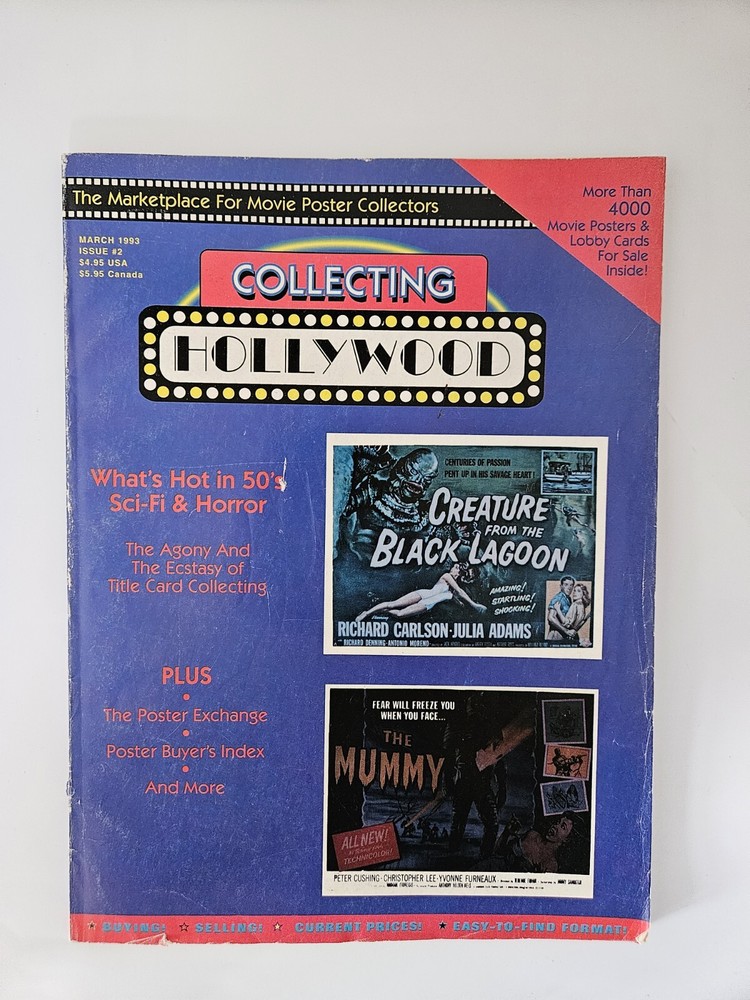 The Marketplace For Movie Poster Collectors
More Than
4000
Movie Posters &
Lobby Cards
For Sale
Inside!
MARCH 1993
ISSUE #2
$4.95 USA
$5.95 Canada
COLLECTING
HOLLYWOOD
What's Hot in 50's
Sci-Fi & Horror
The Agony And
The Ecstasy of
Title Card Collecting
PLUS
The Poster Exchange
Poster Buyer's Index
And More
CENTURIES OF PASSION
PENT UP IN HIS SAVAGE HEART!
CREATURE
FROM THE
BLACK LAGOON
AMAZING!
STARTLING!
SHOCKING!
Starring
RICHARD CARLSON · JULIA ADAMS
RICHARD DENNING · ANTONIO MORENO
FEAR WILL FREEZE YOU
WHEN YOU FACE...
THE
MUMMY
ALL NEW!
TECHNICOLOR!
PETER CUSHING · CHRISTOPHER LEE · YVONNE FURNEAUX
BUYING! SELLING! CURRENT PRICES! EASY-TO-FIND FORMAT!